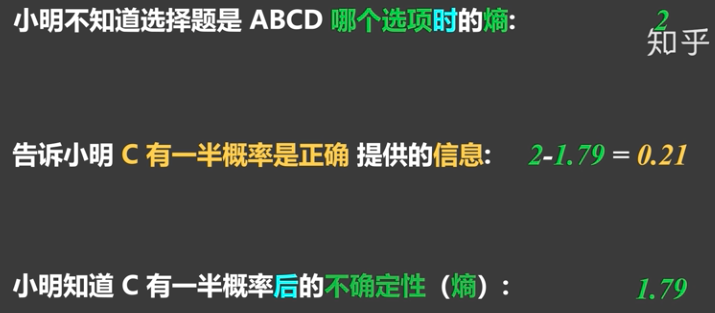 小明不知道选择题是 ABCD 哪个选项时的熵: 2
知乎
告诉小明 C 有一半概率是正确 提供的信息: 2-1.79 = 0.21
小明知道 C 有一半概率后的不确定性（熵）: 1.79